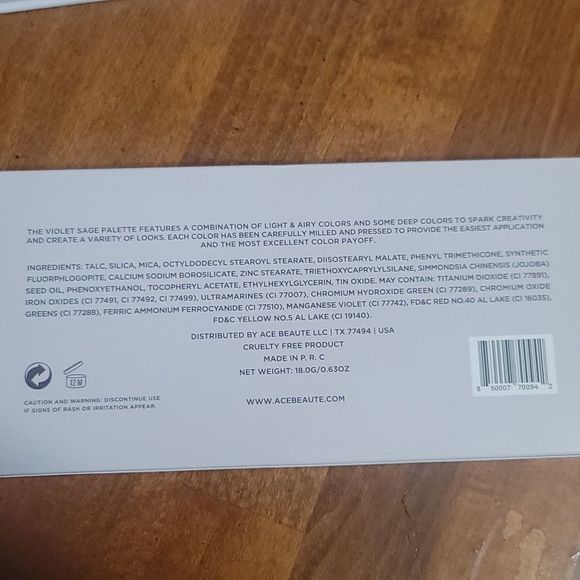 THE VIOLET SAGE PALETTE FEATURES A COMBINATION OF LIGHT & AIRY COLORS AND SOME DEEP COLORS TO SPARK CREATIVITY
AND CREATE A VARIETY OF LOOKS. EACH COLOR HAS BEEN CAREFULLY MILLED AND PRESSED TO PROVIDE THE EASIEST APPLICATION
AND THE MOST EXCELLENT COLOR PAYOFF.
INGREDIENTS: TALC, SILICA, MICA, OCTYLDODECYL STEAROYL STEARATE, DIISOSTEARYL MALATE, PHENYL TRIMETHICONE, SYNTHETIC
FLUORPHLOGOPITE, CALCIUM SODIUM BOROSILICATE, ZINC STEARATE, TRIETHOXYCAPRYLYLSILANE, SIMMONDSIA CHINENSIS (JOJOBA)
SEED OIL, PHENOXYETHANOL, TOCOPHERYL ACETATE, ETHYLHEXYLGLYCERIN, TIN OXIDE. MAY CONTAIN: TITANIUM DIOXIDE (CI 77891),
IRON OXIDES (CI 77491, CI 77492, CI 77499), ULTRAMARINES (CI 77007), CHROMIUM HYDROXIDE GREEN (CI 77289), CHROMIUM OXIDE
GREENS (CI 77288), FERRIC AMMONIUM FERROCYANIDE (CI 77510), MANGANESE VIOLET (CI 77742), FD&C RED NO.40 AL LAKE (CI 16035),
FD&C YELLOW NO.5 AL LAKE (CI 19140).
DISTRIBUTED BY ACE BEAUTE LLC | TX 77494 | USA
CRUELTY FREE PRODUCT
MADE IN P. R. C
NET WEIGHT: 18.0G/0.63OZ
WWW.ACEBEAUTE.COM
12 M
CAUTION AND WARNING: DISCONTINUE USE
IF SIGNS OF RASH OR IRRITATION APPEAR.
8 50007 70094 2